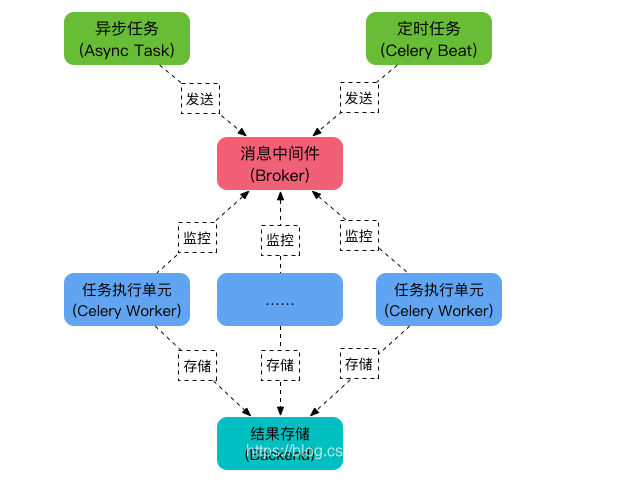 异步任务
(Async Task)
定时任务
(Celery Beat)
发送
发送
消息中间件
(Broker)
监控
监控
监控
任务执行单元
(Celery Worker)
……
任务执行单元
(Celery Worker)
存储
存储
存储
结果存储
(Backend)
https://blog.cs